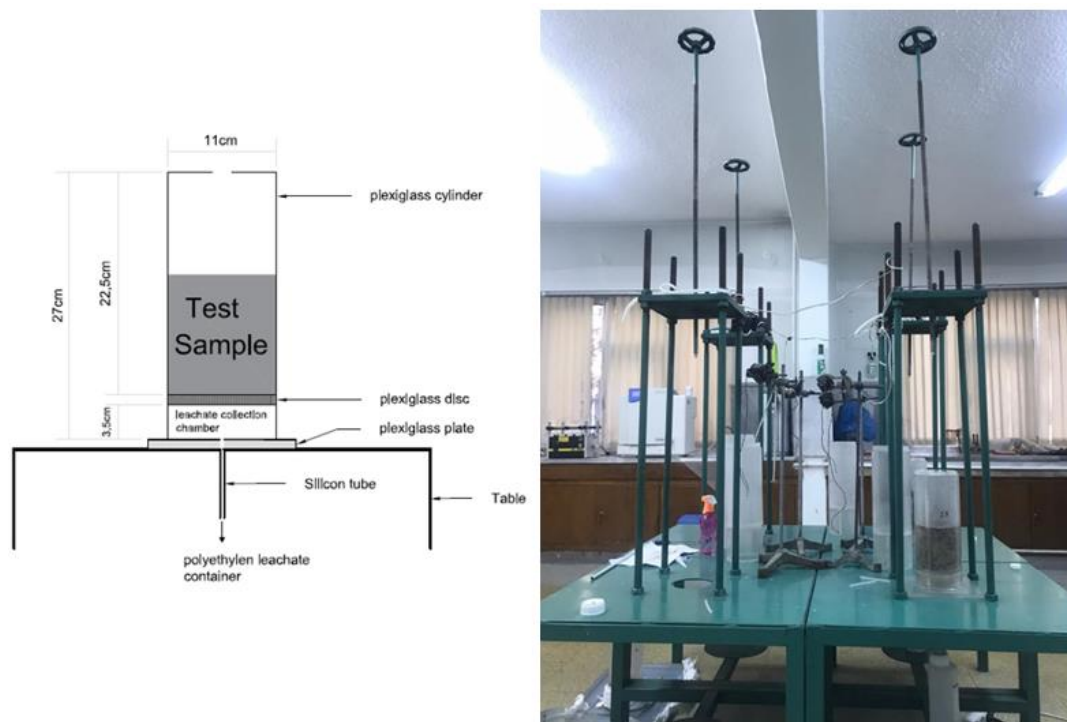 11cm
plexiglass cylinder
27cm
22,5cm
Test
Sample
plexiglass disc
leachate collection
chamber
3,5cm
plexiglass plate
Silicon tube
Table
polyethylen leachate
container